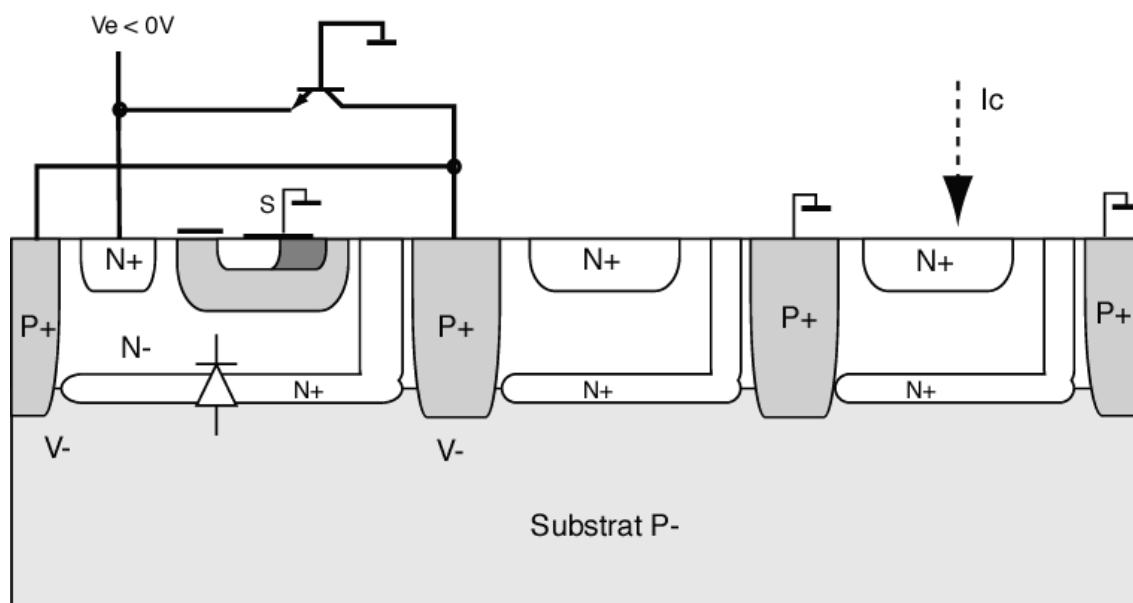 Ve < 0V
Ic
S
N+
N+
N+
P+
P+
P+
P+
N-
N+
N+
N+
V-
V-
Substrat P-